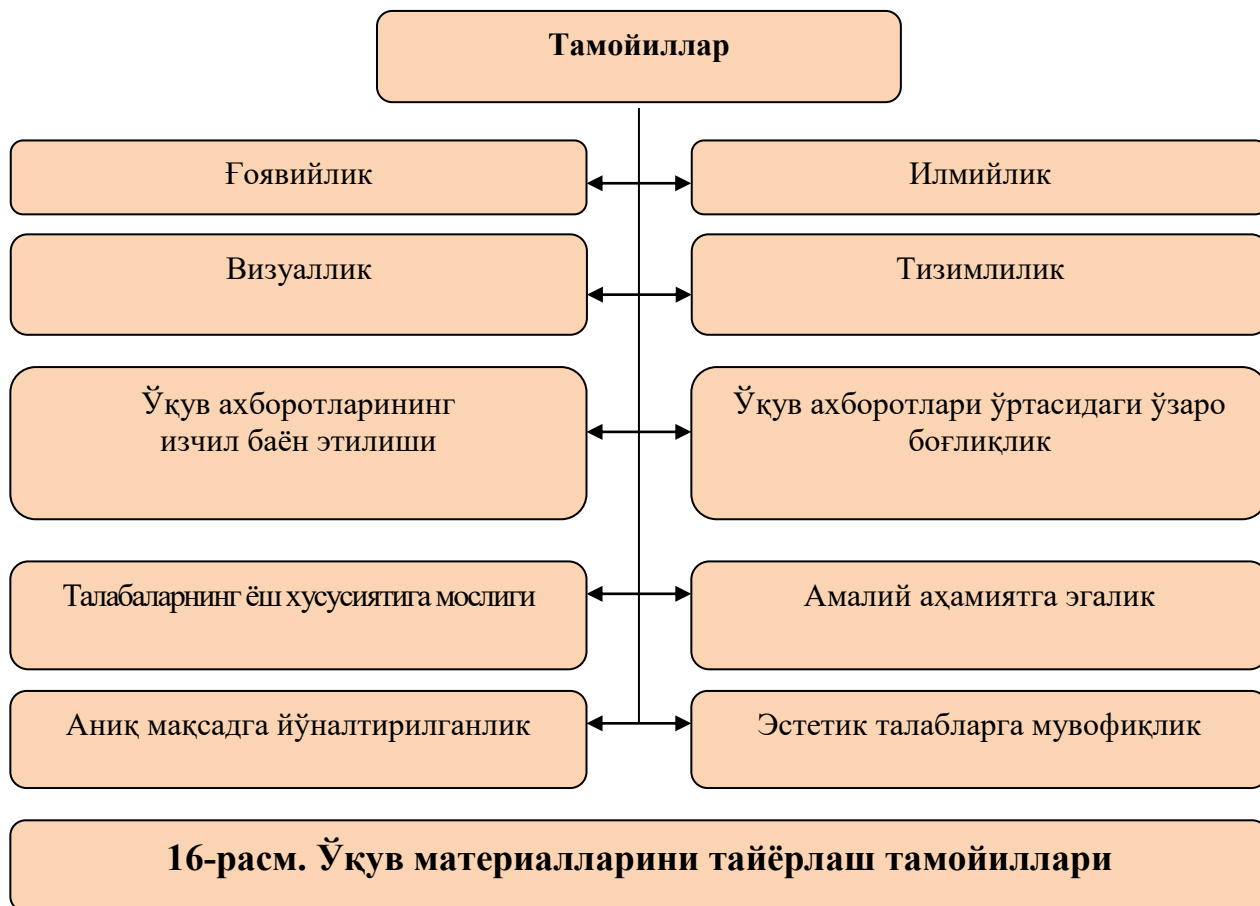 Тамойиллар
Ғоявийлик
Илмийлик
Визуаллик
Тизимлилик
Ўқув ахборотларининг
изчил баён этилиши
Ўқув ахборотлари ўртасидаги ўзаро
боғлиқлик
Талабаларнинг ёш хусусиятига мослиги
Амалий аҳамиятга эгалик
Аниқ мақсадга йўналтирилганлик
Эстетик талабларга мувофиқлик
16-расм. Ўқув материалларини тайёрлаш тамойиллари